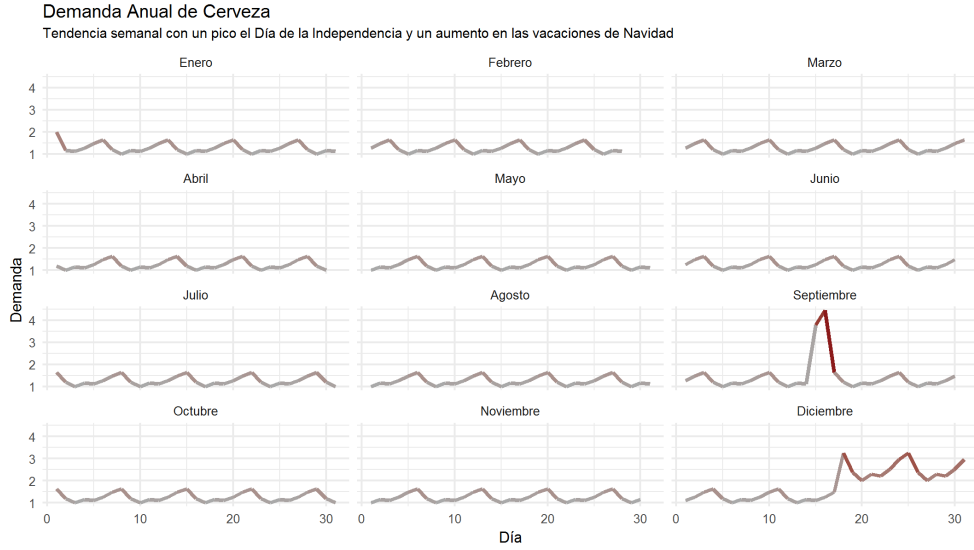 Demanda Anual de Cerveza
Tendencia semanal con un pico el Día de la Independencia y un aumento en las vacaciones de Navidad
Enero Febrero Marzo
4
3
2
1
Abril Mayo Junio
4
3
2
1
Demanda
Julio Agosto Septiembre
4
3
2
1
Octubre Noviembre Diciembre
4
3
2
1
0 10 20 30 0 10 20 30 0 10 20 30
Día